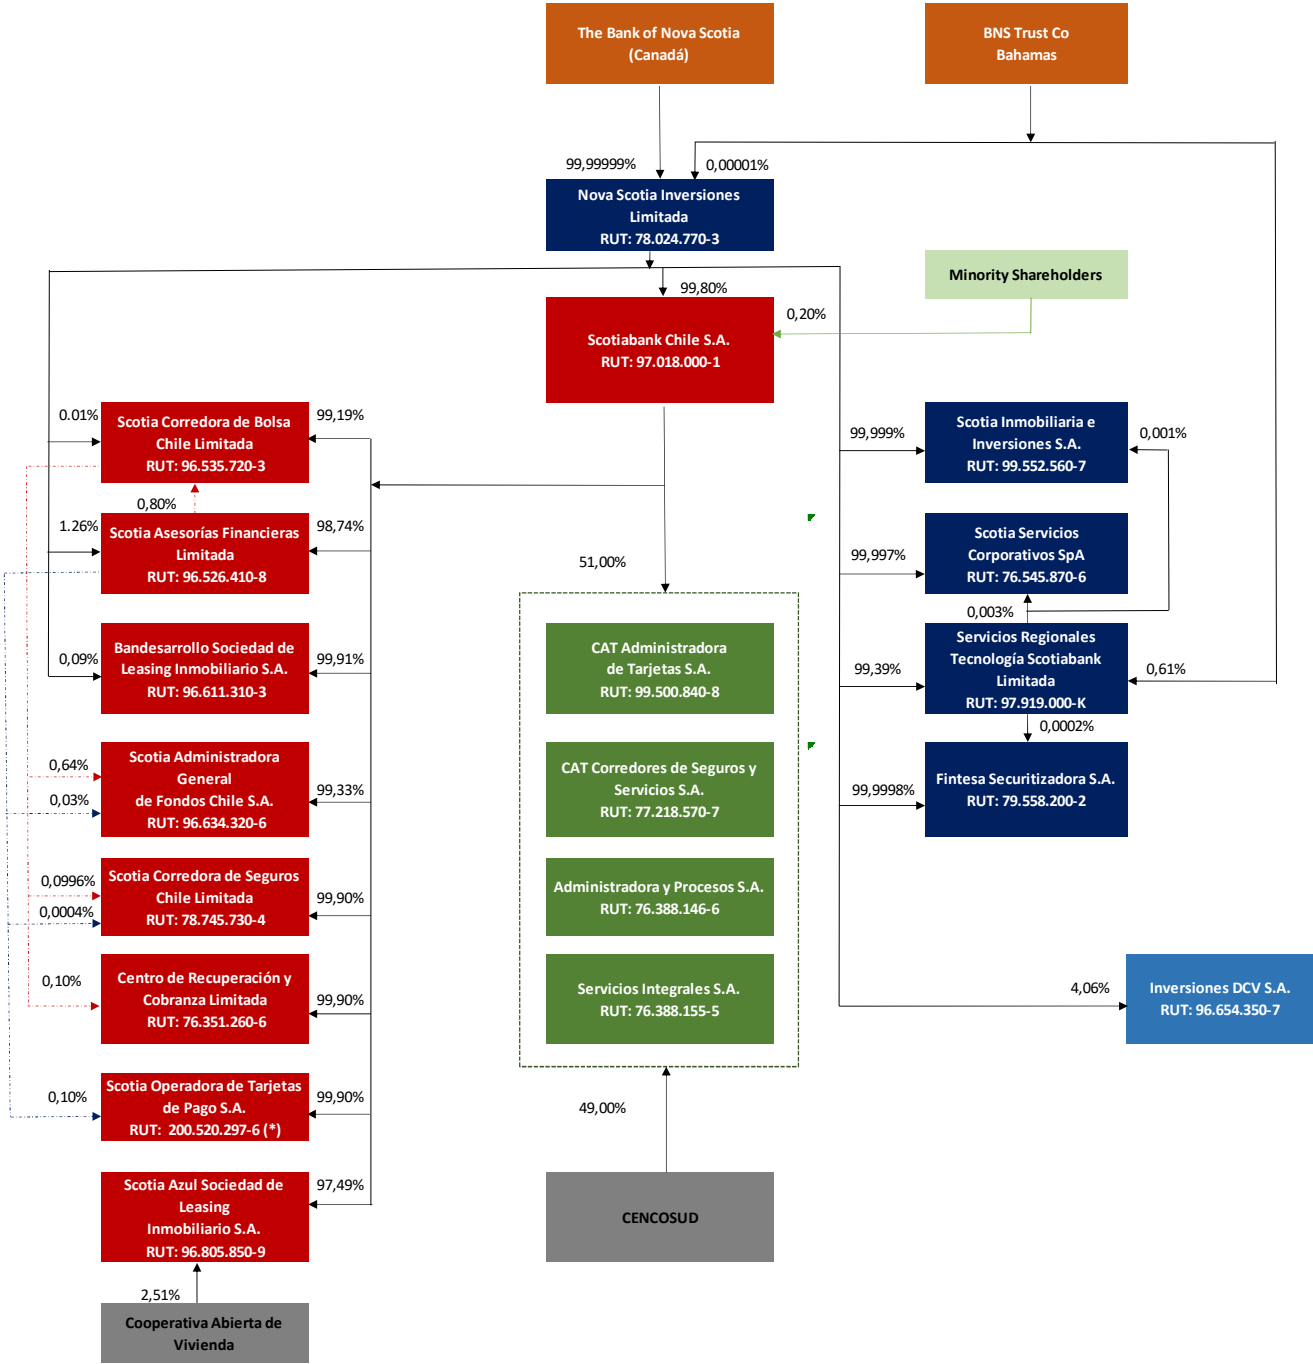 The Bank of Nova Scotia
(Canadá)
BNS Trust Co
Bahamas
99,99999%
0,00001%
Nova Scotia Inversiones
Limitada
RUT: 78.024.770-3
Minority Shareholders
99,80%
0,20%
Scotiabank Chile S.A.
RUT: 97.018.000-1
0.01%
Scotia Corredora de Bolsa
Chile Limitada
RUT: 96.535.720-3
99,19%
0,80%
1.26%
Scotia Asesorías Financieras
Limitada
RUT: 96.526.410-8
98,74%
0,09%
Bandesarrollo Sociedad de
Leasing Inmobiliario S.A.
RUT: 96.611.310-3
99,91%
0,64%
0,03%
Scotia Administradora
General
de Fondos Chile S.A.
RUT: 96.634.320-6
99,33%
0,0996%
0,0004%
Scotia Corredora de Seguros
Chile Limitada
RUT: 78.745.730-4
99,90%
0,10%
Centro de Recuperación y
Cobranza Limitada
RUT: 76.351.260-6
99,90%
0,10%
Scotia Operadora de Tarjetas
de Pago S.A.
RUT:  200.520.297-6 (*)
99,90%
Scotia Azul Sociedad de
Leasing
Inmobiliario S.A.
RUT: 96.805.850-9
97,49%
2,51%
Cooperativa Abierta de
Vivienda
51,00%
CAT Administradora
de Tarjetas S.A.
RUT: 99.500.840-8
CAT Corredores de Seguros y
Servicios S.A.
RUT: 77.218.570-7
Administradora y Procesos S.A.
RUT: 76.388.146-6
Servicios Integrales S.A.
RUT: 76.388.155-5
49,00%
CENCOSUD
99,999%
Scotia Inmobiliaria e
Inversiones S.A.
RUT: 99.552.560-7
0,001%
99,997%
Scotia Servicios
Corporativos SpA
RUT: 76.545.870-6
0,003%
99,39%
Servicios Regionales
Tecnología Scotiabank
Limitada
RUT: 97.919.000-K
0,61%
0,0002%
99,9998%
Fintesa Securitizadora S.A.
RUT: 79.558.200-2
4,06%
Inversiones DCV S.A.
RUT: 96.654.350-7